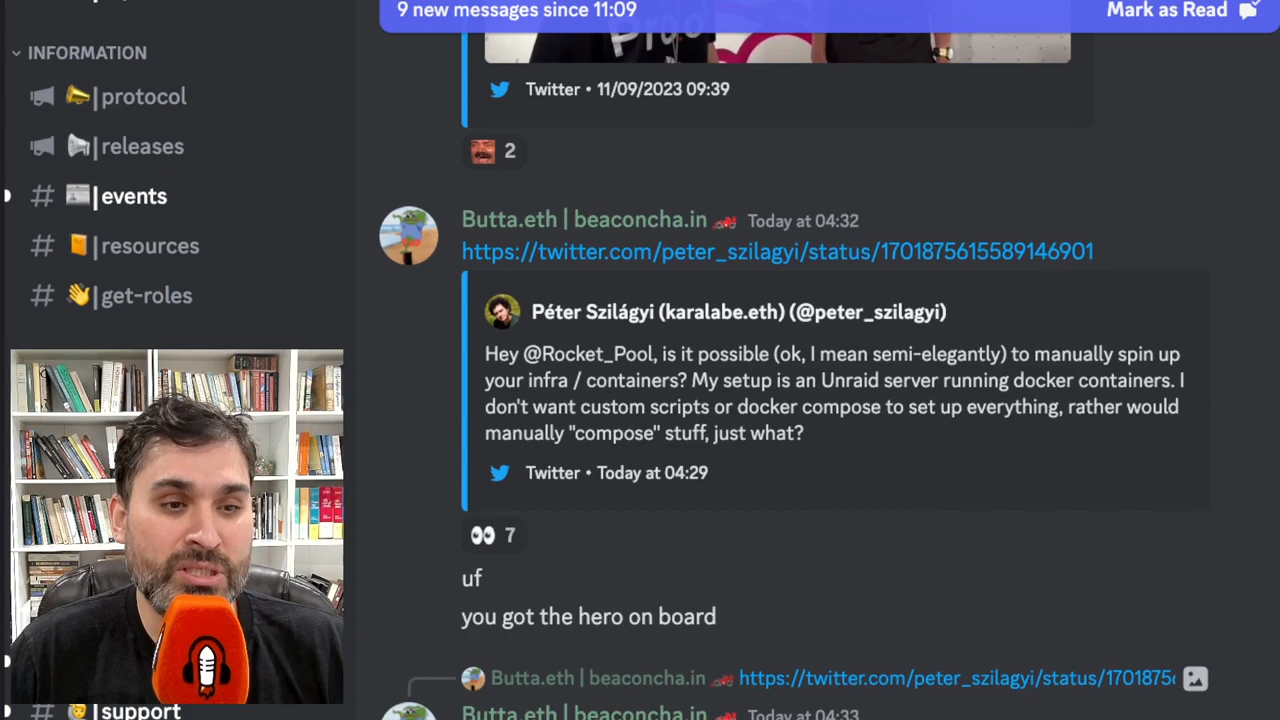 9 new messages since 11:09
Mark as Read
INFORMATION
|protocol
|releases
|events
|resources
|get-roles
|support
Twitter • 11/09/2023 09:39
2
Butta.eth | beaconcha.in Today at 04:32
https://twitter.com/peter_szilagyi/status/1701875615589146901
Péter Szilágyi (karalabe.eth) (@peter_szilagyi)
Hey @Rocket_Pool, is it possible (ok, I mean semi-elegantly) to manually spin up
your infra / containers? My setup is an Unraid server running docker containers. I
don't want custom scripts or docker compose to set up everything, rather would
manually "compose" stuff, just what?
Twitter • Today at 04:29
7
uf
you got the hero on board
Butta.eth | beaconcha.in https://twitter.com/peter_szilagyi/status/1701875
Butta.eth | beaconcha.in Today at 04:33